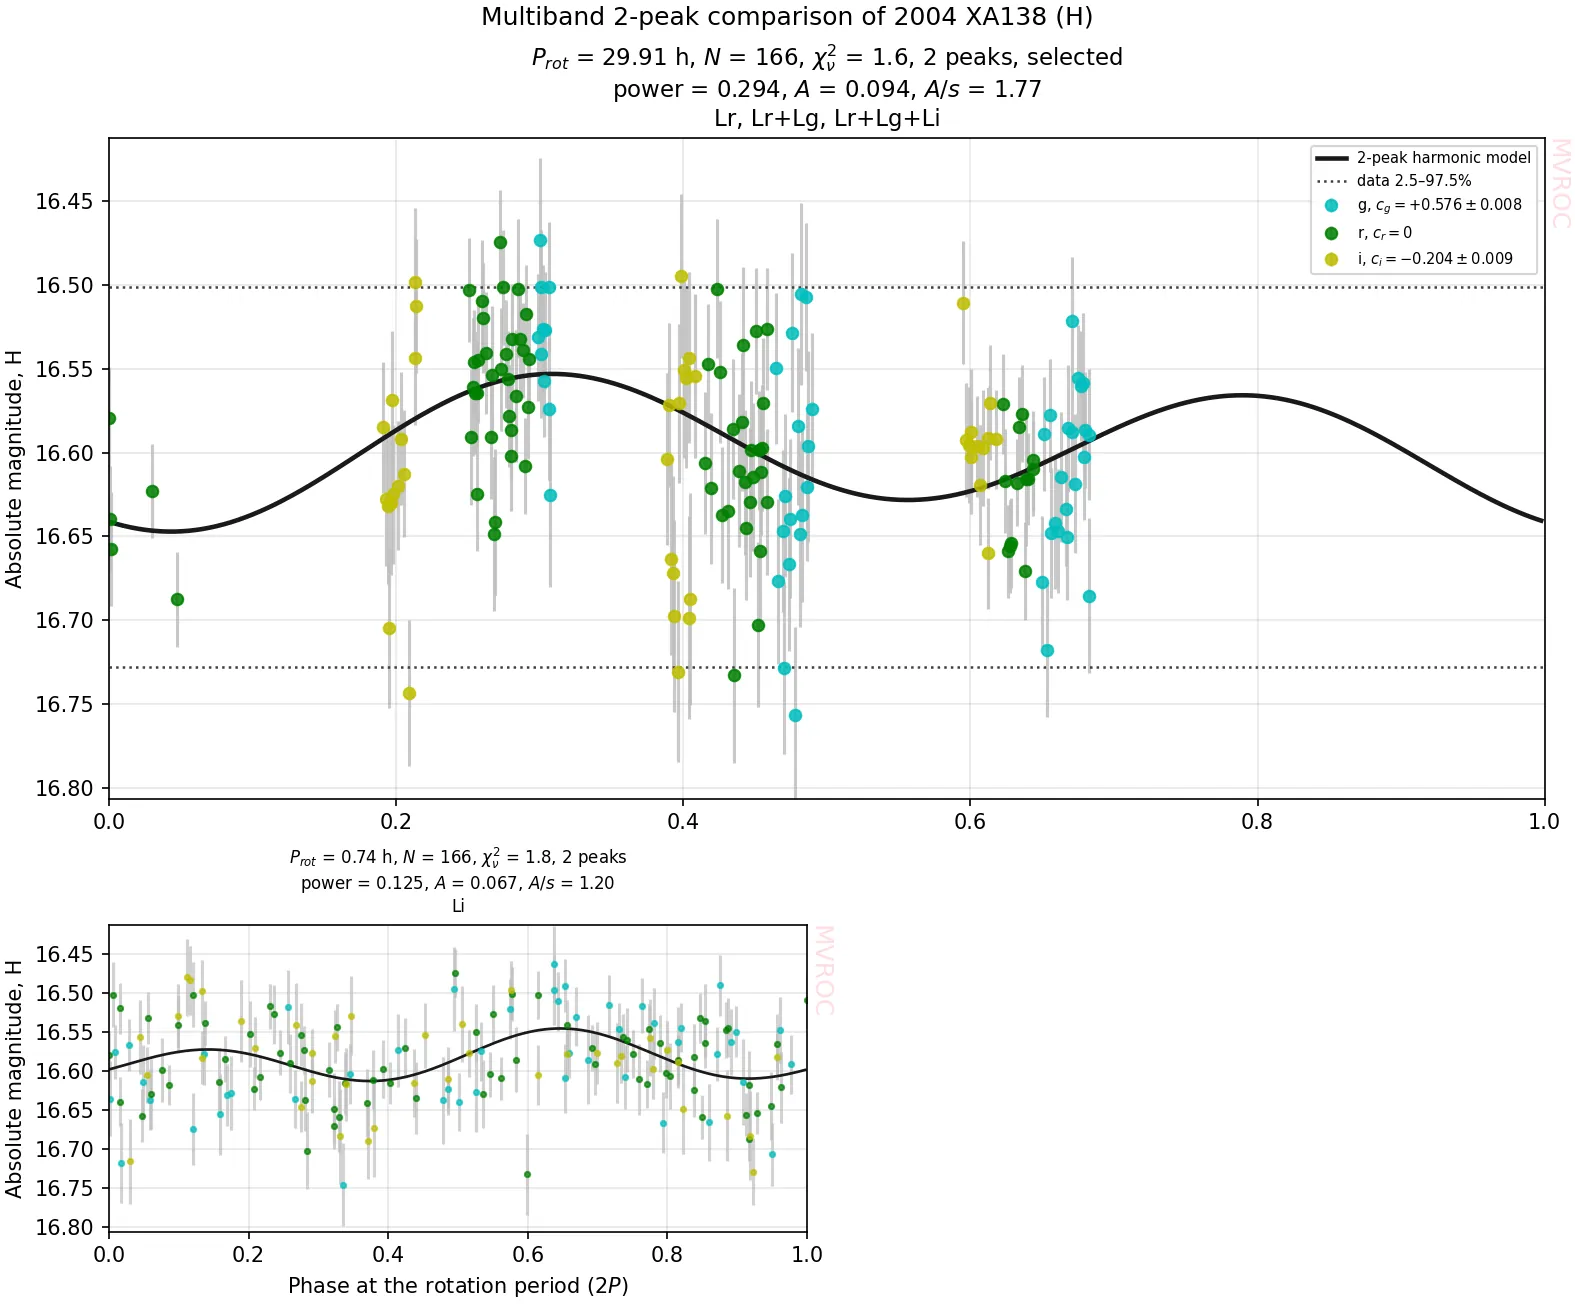 Multiband 2-peak comparison of 2004 XA138 (H)
P_rot = 29.91 h, N = 166, χ²_ν = 1.6, 2 peaks, selected
power = 0.294, A = 0.094, A/s = 1.77
Lr, Lr+Lg, Lr+Lg+Li
MVROC
2-peak harmonic model
data 2.5–97.5%
g, c_g = +0.576 ± 0.008
r, c_r = 0
i, c_i = −0.204 ± 0.009
Absolute magnitude, H
16.45
16.50
16.55
16.60
16.65
16.70
16.75
16.80
0.0 0.2 0.4 0.6 0.8 1.0
P_rot = 0.74 h, N = 166, χ²_ν = 1.8, 2 peaks
power = 0.125, A = 0.067, A/s = 1.20
Li
MVROC
Absolute magnitude, H
16.45
16.50
16.55
16.60
16.65
16.70
16.75
16.80
0.0 0.2 0.4 0.6 0.8 1.0
Phase at the rotation period (2P)